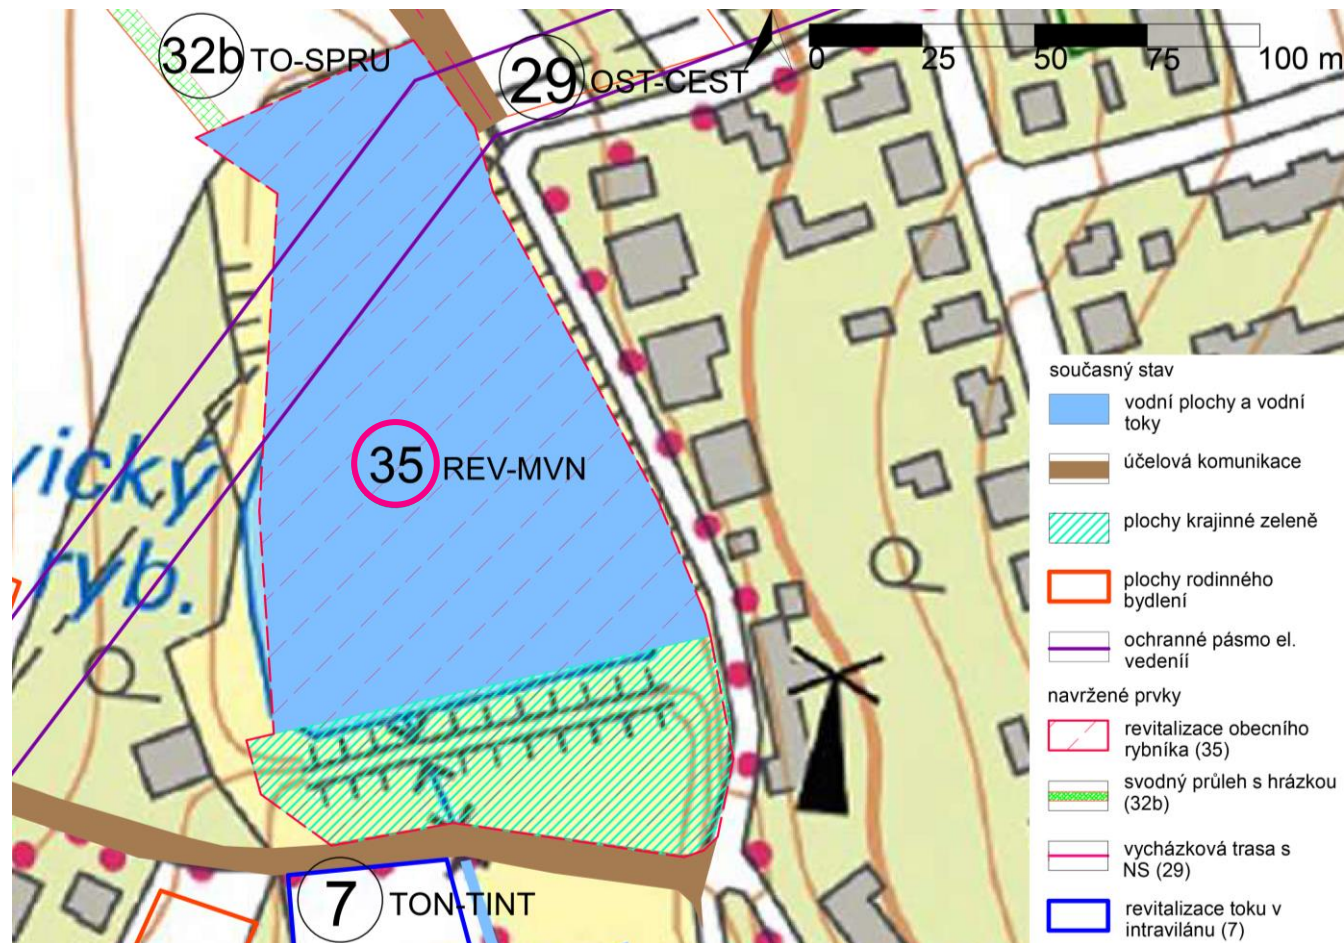 32b TO-SPRU
29 OST-CEST
0 25 50 75 100 m
35 REV-MVN
vický
ryb.
7 TON-TINT
současný stav
vodní plochy a vodní
toky
účelová komunikace
plochy krajinné zeleně
plochy rodinného
bydlení
ochranné pásmo el.
vedeníí
navržené prvky
revitalizace obecního
rybníka (35)
svodný průleh s hrázkou
(32b)
vycházková trasa s
NS (29)
revitalizace toku v
intravilánu (7)